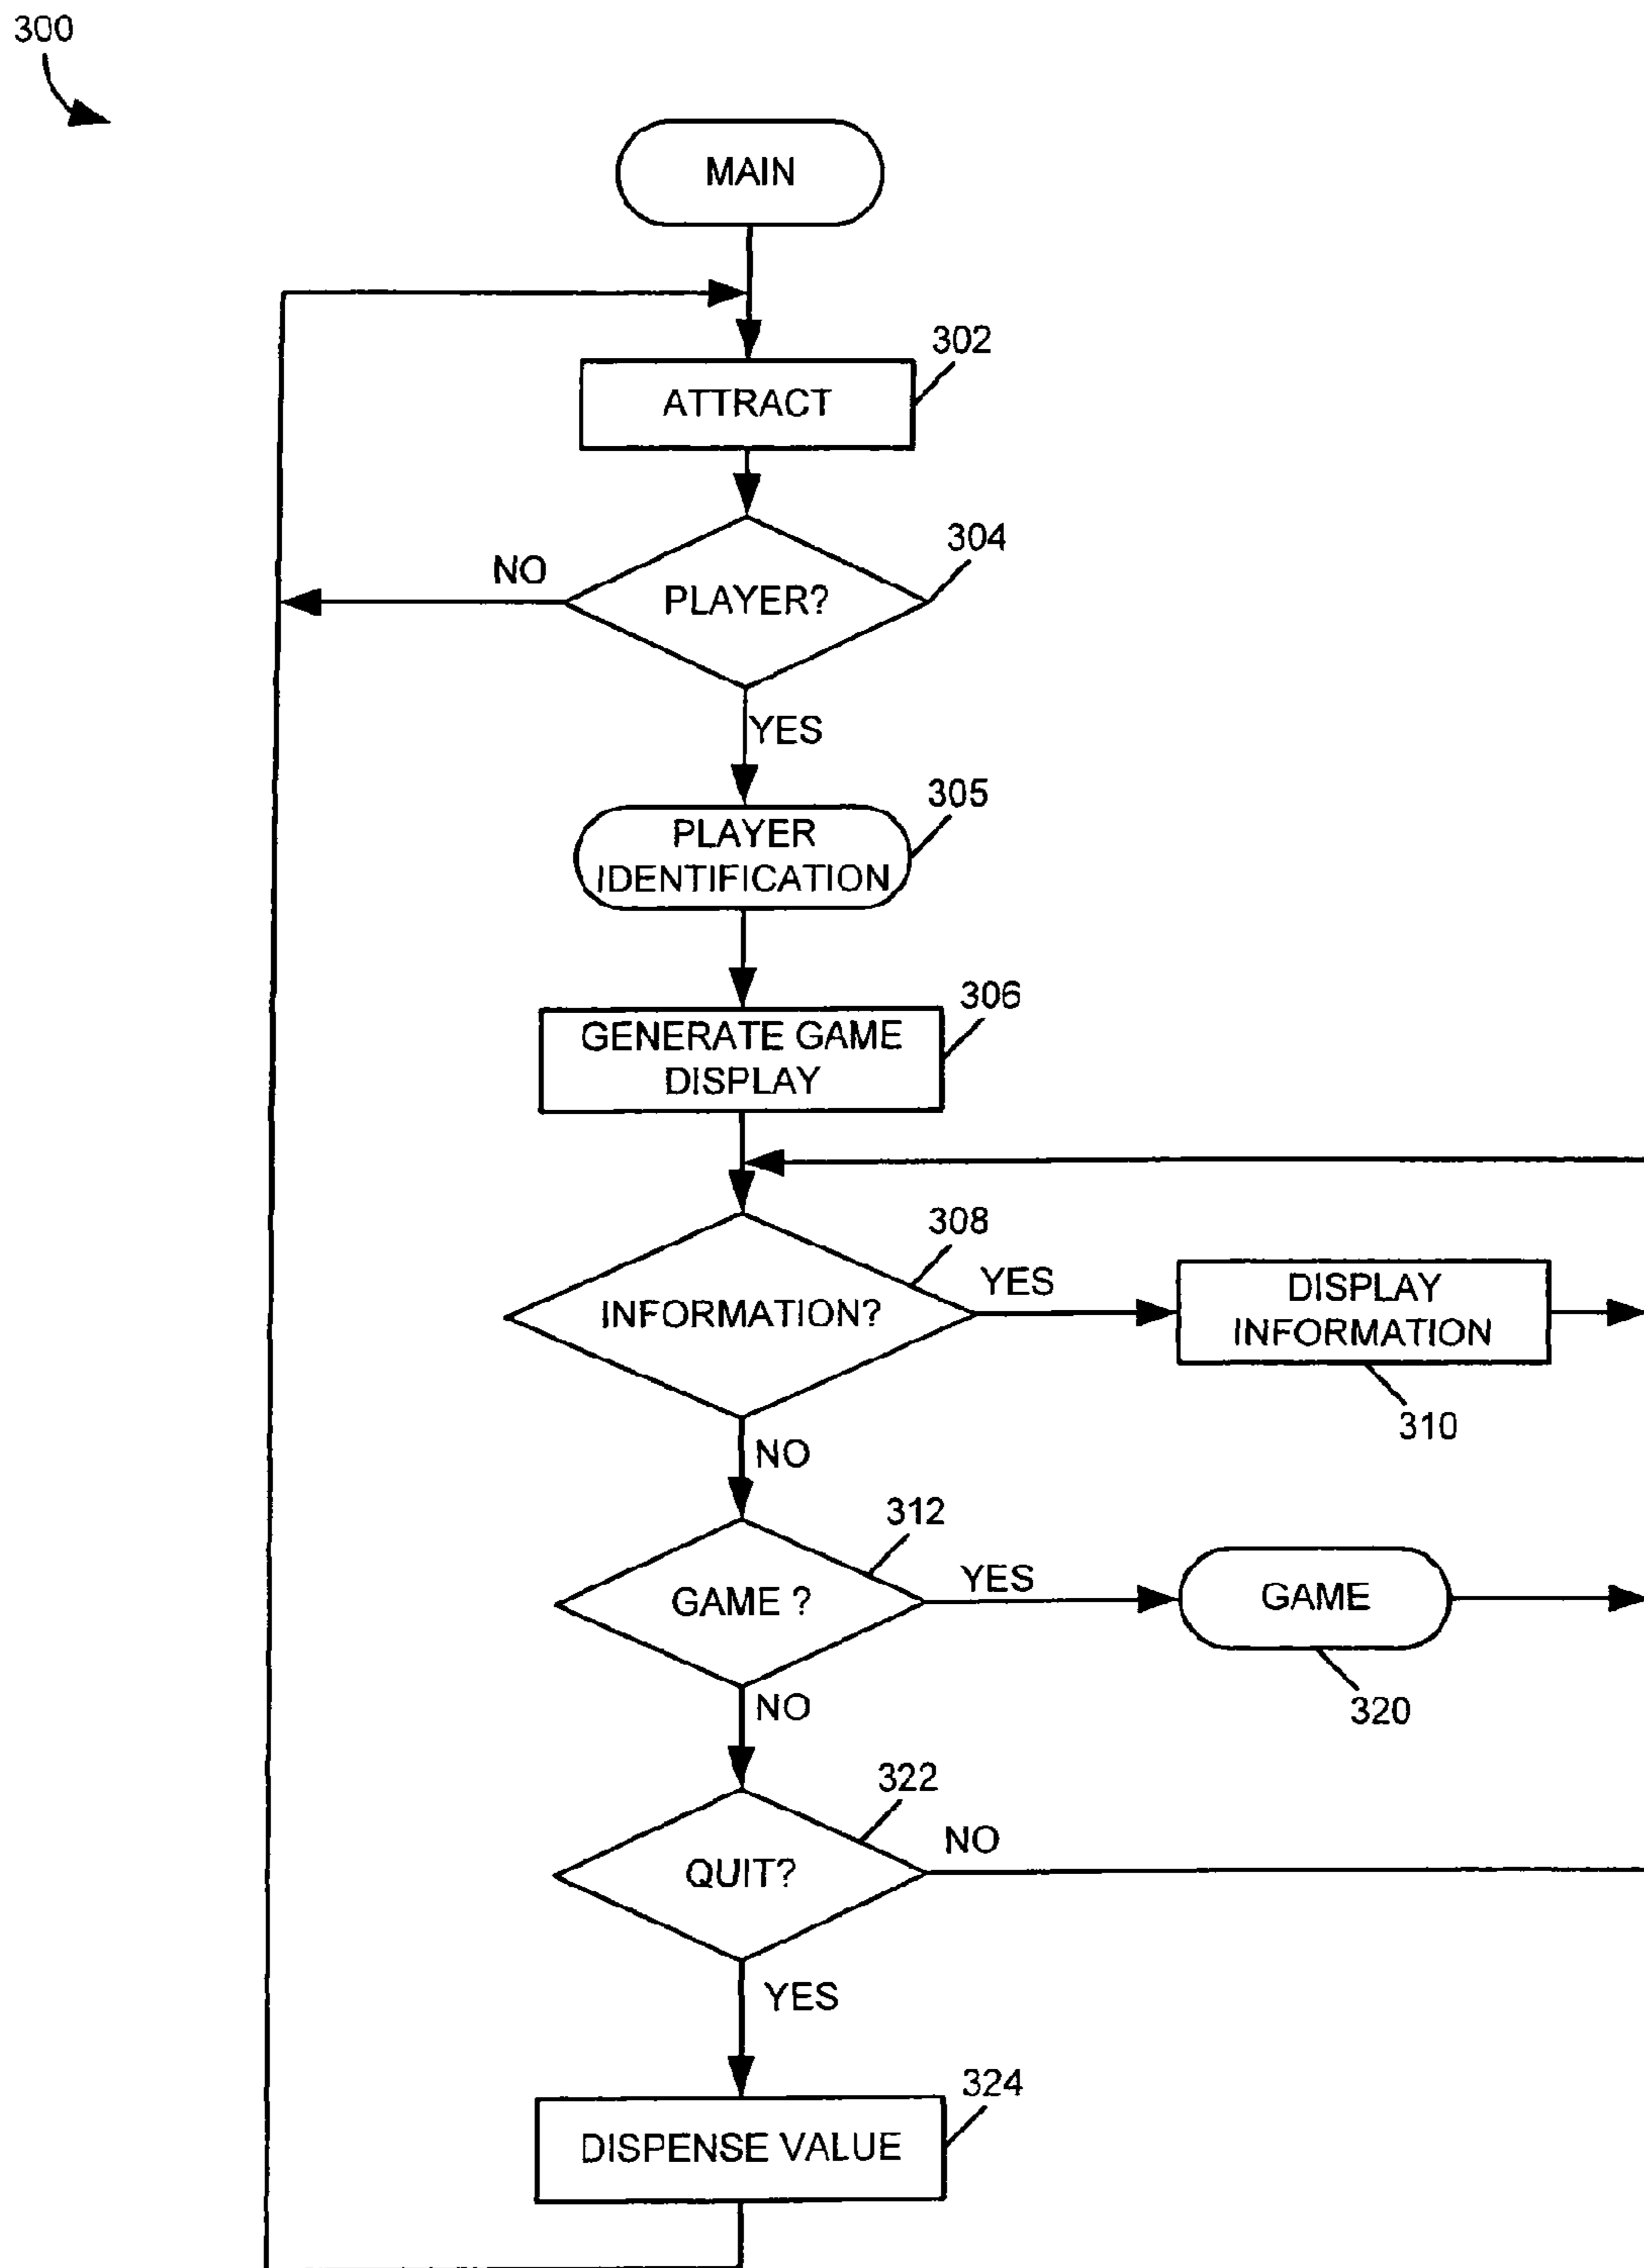 300
MAIN
302
ATTRACT
304
NO
PLAYER?
YES
305
PLAYER
IDENTIFICATION
306
GENERATE GAME
DISPLAY
308
YES
INFORMATION?
DISPLAY
INFORMATION
310
NO
312
YES
GAME ?
GAME
320
NO
322
NO
QUIT?
YES
324
DISPENSE VALUE